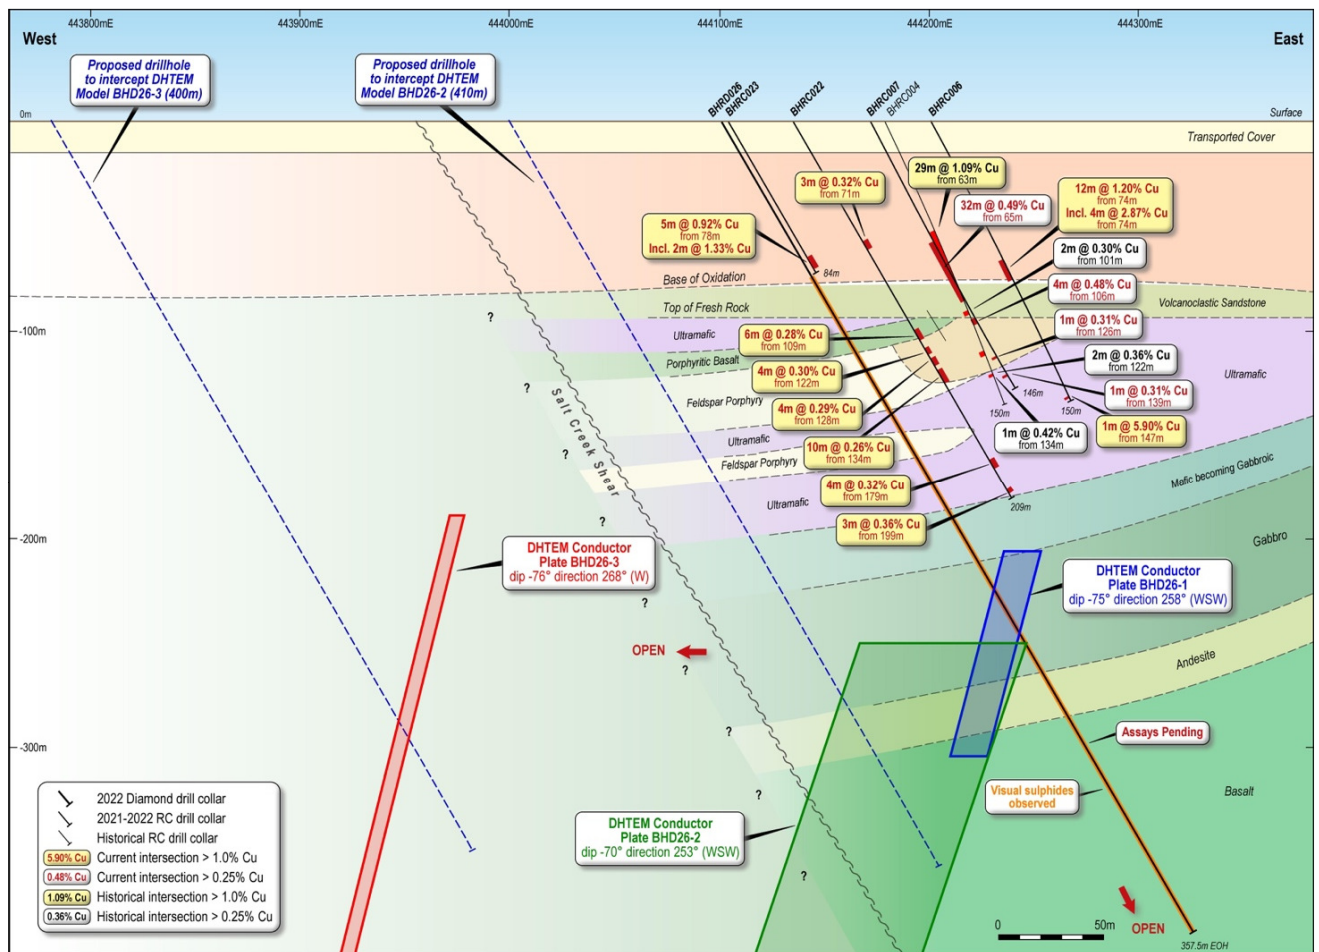 443800mE
443900mE
444000mE
444100mE
444200mE
444300mE
West
East
Proposed drillhole
to intercept DHTEM
Model BHD26-3 (400m)
Proposed drillhole
to intercept DHTEM
Model BHD26-2 (410m)
BHRD026
BHRC023
BHRC022
BHRC007
BHRC004
BHRC006
0m
Surface
Transported Cover
29m @ 1.09% Cu
from 63m
3m @ 0.32% Cu
from 71m
32m @ 0.49% Cu
from 65m
12m @ 1.20% Cu
from 74m
Incl. 4m @ 2.87% Cu
from 74m
5m @ 0.92% Cu
from 78m
Incl. 2m @ 1.33% Cu
2m @ 0.30% Cu
from 101m
84m
Base of Oxidation
4m @ 0.48% Cu
from 106m
Top of Fresh Rock
Volcanoclastic Sandstone
-100m
?
1m @ 0.31% Cu
from 126m
Ultramafic
6m @ 0.28% Cu
from 109m
Porphyritic Basalt
2m @ 0.36% Cu
from 122m
4m @ 0.30% Cu
from 122m
Ultramafic
?
Salt Creek Shear
Feldspar Porphyry
146m
1m @ 0.31% Cu
from 139m
4m @ 0.29% Cu
from 128m
150m
150m
1m @ 0.42% Cu
from 134m
1m @ 5.90% Cu
from 147m
Ultramafic
10m @ 0.26% Cu
from 134m
?
Feldspar Porphyry
Mafic becoming Gabbroic
4m @ 0.32% Cu
from 179m
Ultramafic
209m
?
3m @ 0.36% Cu
from 199m
-200m
Gabbro
DHTEM Conductor
Plate BHD26-3
dip -76° direction 268° (W)
DHTEM Conductor
Plate BHD26-1
dip -75° direction 258° (WSW)
?
OPEN
?
Andesite
?
Assays Pending
-300m
?
Visual sulphides
observed
Basalt
DHTEM Conductor
Plate BHD26-2
dip -70° direction 253° (WSW)
?
2022 Diamond drill collar
2021-2022 RC drill collar
Historical RC drill collar
5.90% Cu Current intersection > 1.0% Cu
0.48% Cu Current intersection > 0.25% Cu
1.09% Cu Historical intersection > 1.0% Cu
0.36% Cu Historical intersection > 0.25% Cu
0 50m
OPEN
357.5m EOH